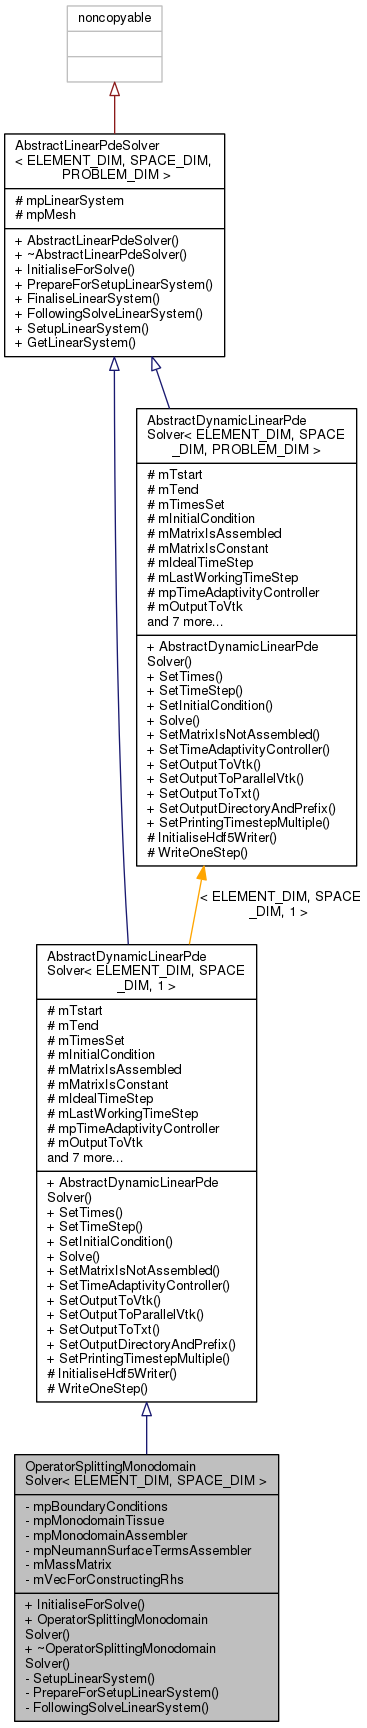 noncopyable
AbstractLinearPdeSolver
< ELEMENT_DIM, SPACE_DIM,
PROBLEM_DIM >
# mpLinearSystem
# mpMesh
+ AbstractLinearPdeSolver()
+ ~AbstractLinearPdeSolver()
+ InitialiseForSolve()
+ PrepareForSetupLinearSystem()
+ FinaliseLinearSystem()
+ FollowingSolveLinearSystem()
+ SetupLinearSystem()
+ GetLinearSystem()
AbstractDynamicLinearPde
Solver< ELEMENT_DIM, SPACE
_DIM, PROBLEM_DIM >
# mTstart
# mTend
# mTimesSet
# mInitialCondition
# mMatrixIsAssembled
# mMatrixIsConstant
# mIdealTimeStep
# mLastWorkingTimeStep
# mpTimeAdaptivityController
# mOutputToVtk
and 7 more...
+ AbstractDynamicLinearPde
Solver()
+ SetTimes()
+ SetTimeStep()
+ SetInitialCondition()
+ Solve()
+ SetMatrixIsNotAssembled()
+ SetTimeAdaptivityController()
+ SetOutputToVtk()
+ SetOutputToParallelVtk()
+ SetOutputToTxt()
+ SetOutputDirectoryAndPrefix()
+ SetPrintingTimestepMultiple()
# InitialiseHdf5Writer()
# WriteOneStep()
< ELEMENT_DIM, SPACE
_DIM, 1 >
AbstractDynamicLinearPde
Solver< ELEMENT_DIM, SPACE
_DIM, 1 >
# mTstart
# mTend
# mTimesSet
# mInitialCondition
# mMatrixIsAssembled
# mMatrixIsConstant
# mIdealTimeStep
# mLastWorkingTimeStep
# mpTimeAdaptivityController
# mOutputToVtk
and 7 more...
+ AbstractDynamicLinearPde
Solver()
+ SetTimes()
+ SetTimeStep()
+ SetInitialCondition()
+ Solve()
+ SetMatrixIsNotAssembled()
+ SetTimeAdaptivityController()
+ SetOutputToVtk()
+ SetOutputToParallelVtk()
+ SetOutputToTxt()
+ SetOutputDirectoryAndPrefix()
+ SetPrintingTimestepMultiple()
# InitialiseHdf5Writer()
# WriteOneStep()
OperatorSplittingMonodomain
Solver< ELEMENT_DIM, SPACE_DIM >
- mpBoundaryConditions
- mpMonodomainTissue
- mpMonodomainAssembler
- mpNeumannSurfaceTermsAssembler
- mMassMatrix
- mVecForConstructingRhs
+ InitialiseForSolve()
+ OperatorSplittingMonodomain
Solver()
+ ~OperatorSplittingMonodomain
Solver()
- SetupLinearSystem()
- PrepareForSetupLinearSystem()
- FollowingSolveLinearSystem()